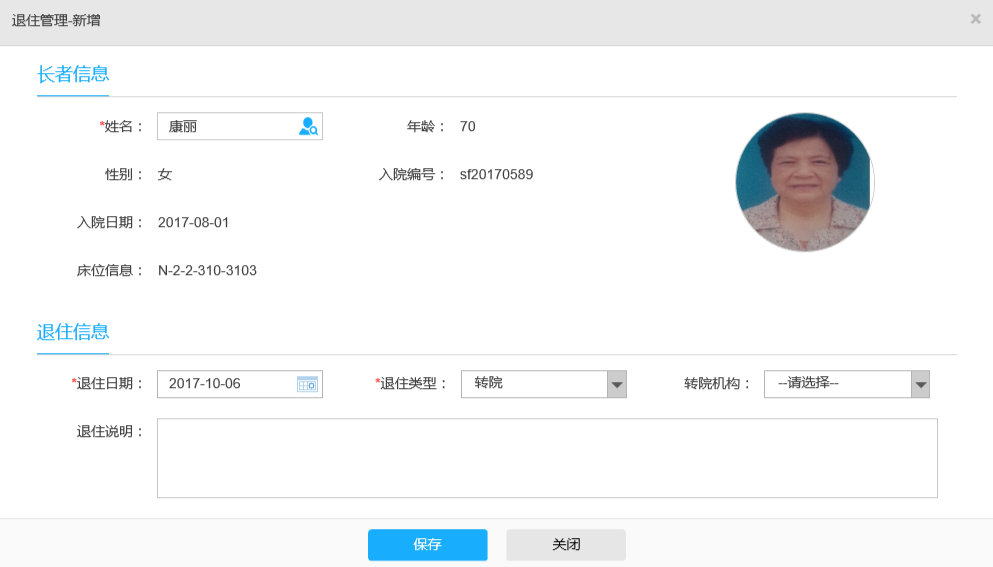 退住管理-新增 ×
长者信息
*姓名： 康丽 年龄： 70
性别： 女 入院编号： sf20170589
入院日期： 2017-08-01
床位信息： N-2-2-310-3103
退住信息
*退住日期： 2017-10-06 *退住类型： 转院 转院机构： --请选择--
退住说明：
保存 关闭